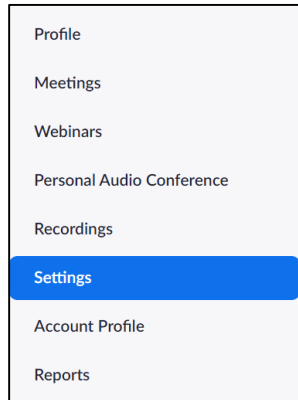 Profile
Meetings
Webinars
Personal Audio Conference
Recordings
Settings
Account Profile
Reports